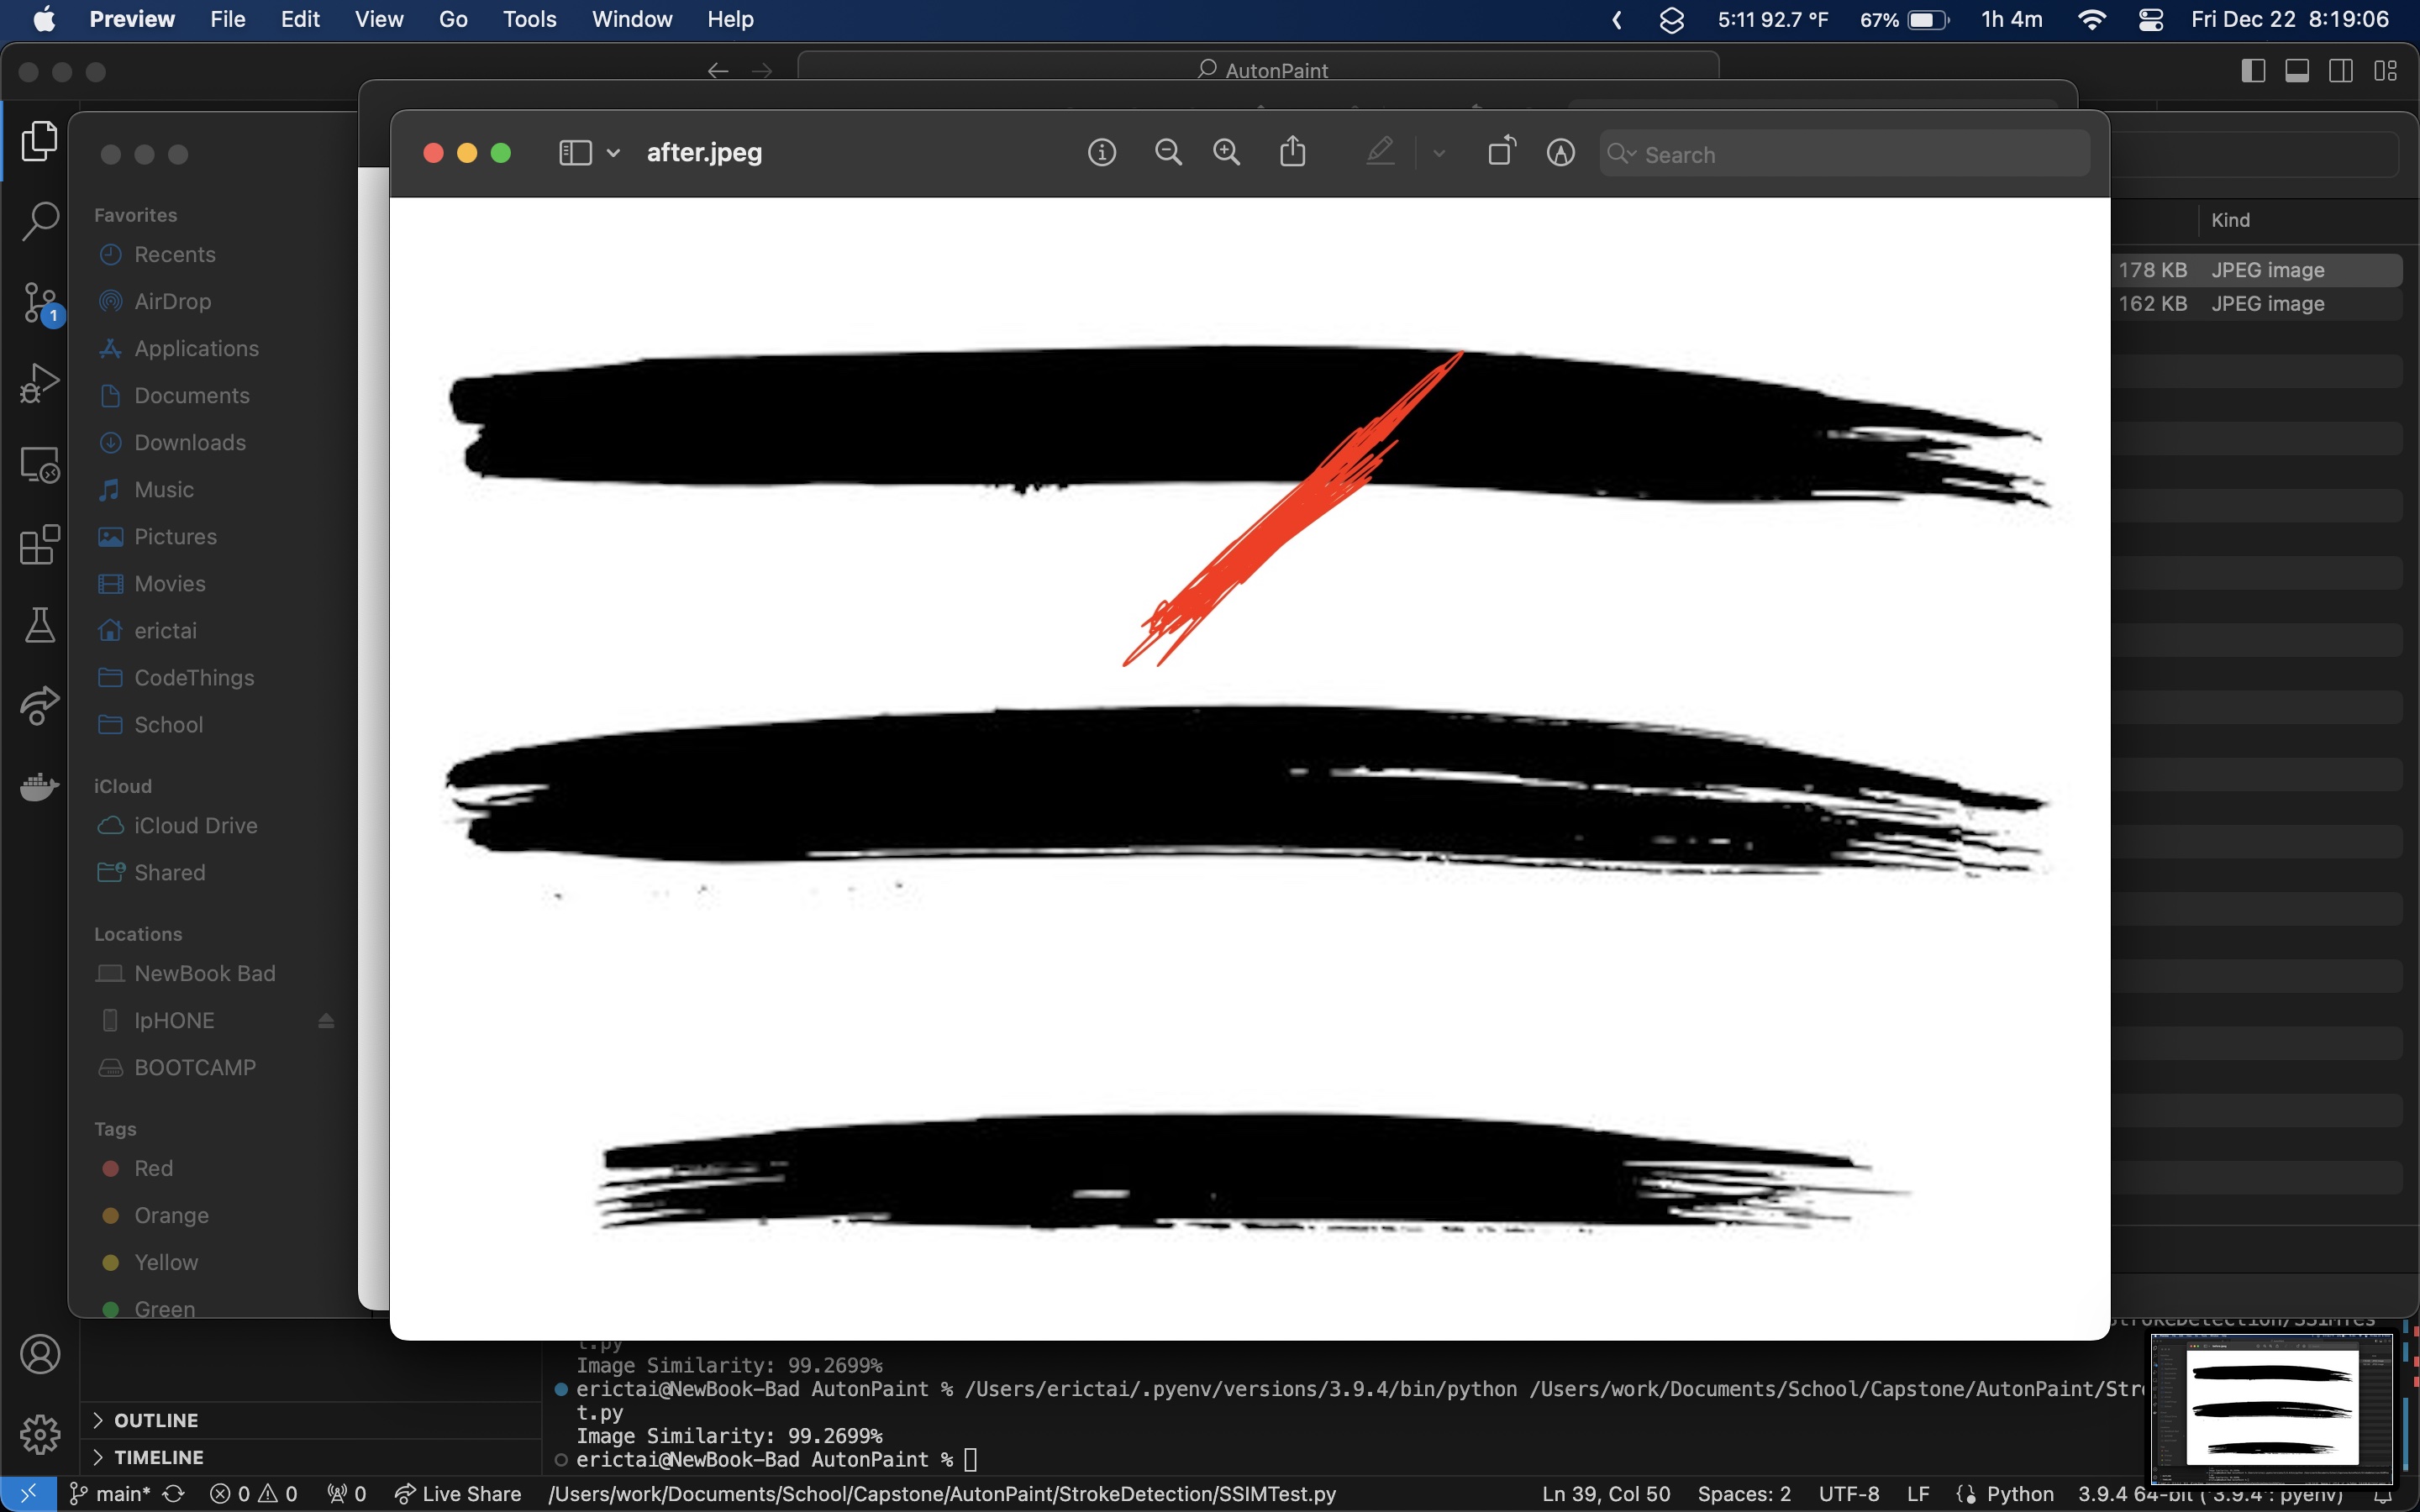 Preview File Edit View Go Tools Window Help
5:11 92.7 °F 67% 1h 4m Fri Dec 22 8:19:06
AutonPaint
after.jpeg
Search
Kind
178 KB JPEG image
162 KB JPEG image
1
Favorites
Recents
AirDrop
Applications
Documents
Downloads
Music
Pictures
Movies
erictai
CodeThings
School
iCloud
iCloud Drive
Shared
Locations
NewBook Bad
IpHONE
BOOTCAMP
Tags
Red
Orange
Yellow
Green
OUTLINE
TIMELINE
t.py
Image Similarity: 99.2699%
erictai@NewBook-Bad AutonPaint % /Users/erictai/.pyenv/versions/3.9.4/bin/python /Users/work/Documents/School/Capstone/AutonPaint/Str
t.py
Image Similarity: 99.2699%
erictai@NewBook-Bad AutonPaint %
main* 0 0 0 Live Share /Users/work/Documents/School/Capstone/AutonPaint/StrokeDetection/SSIMTest.py Ln 39, Col 50 Spaces: 2 UTF-8 LF Python 3.9.4 64-bit ('3.9.4': pyenv)